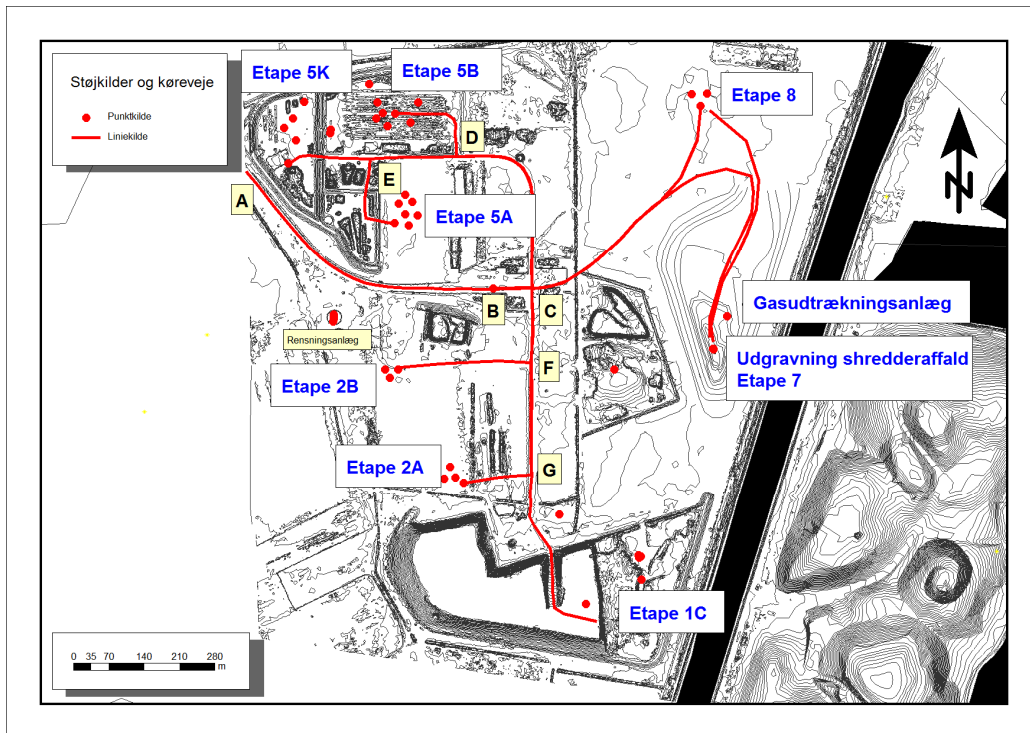 Støjkilder og køreveje
Punktkilde
Liniekilde
Etape 5K
Etape 5B
Etape 8
D
E
A
Etape 5A
B
C
Gasudtrækningsanlæg
Rensningsanlæg
Udgravning shredderaffald
Etape 7
Etape 2B
F
Etape 2A
G
Etape 1C
N
0 35 70 140 210 280
m